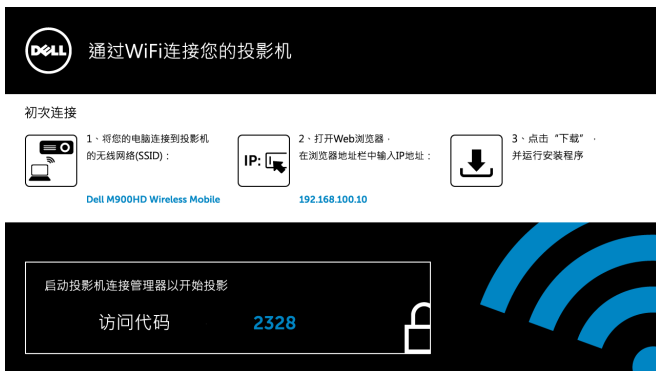 DELL
通过WiFi连接您的投影机
初次连接
1、将您的电脑连接到投影机
的无线网络(SSID)：
Dell M900HD Wireless Mobile
IP:
2、打开Web浏览器，
在浏览器地址栏中输入IP地址：
192.168.100.10
3、点击“下载”，
并运行安装程序
启动投影机连接管理器以开始投影
访问代码 2328